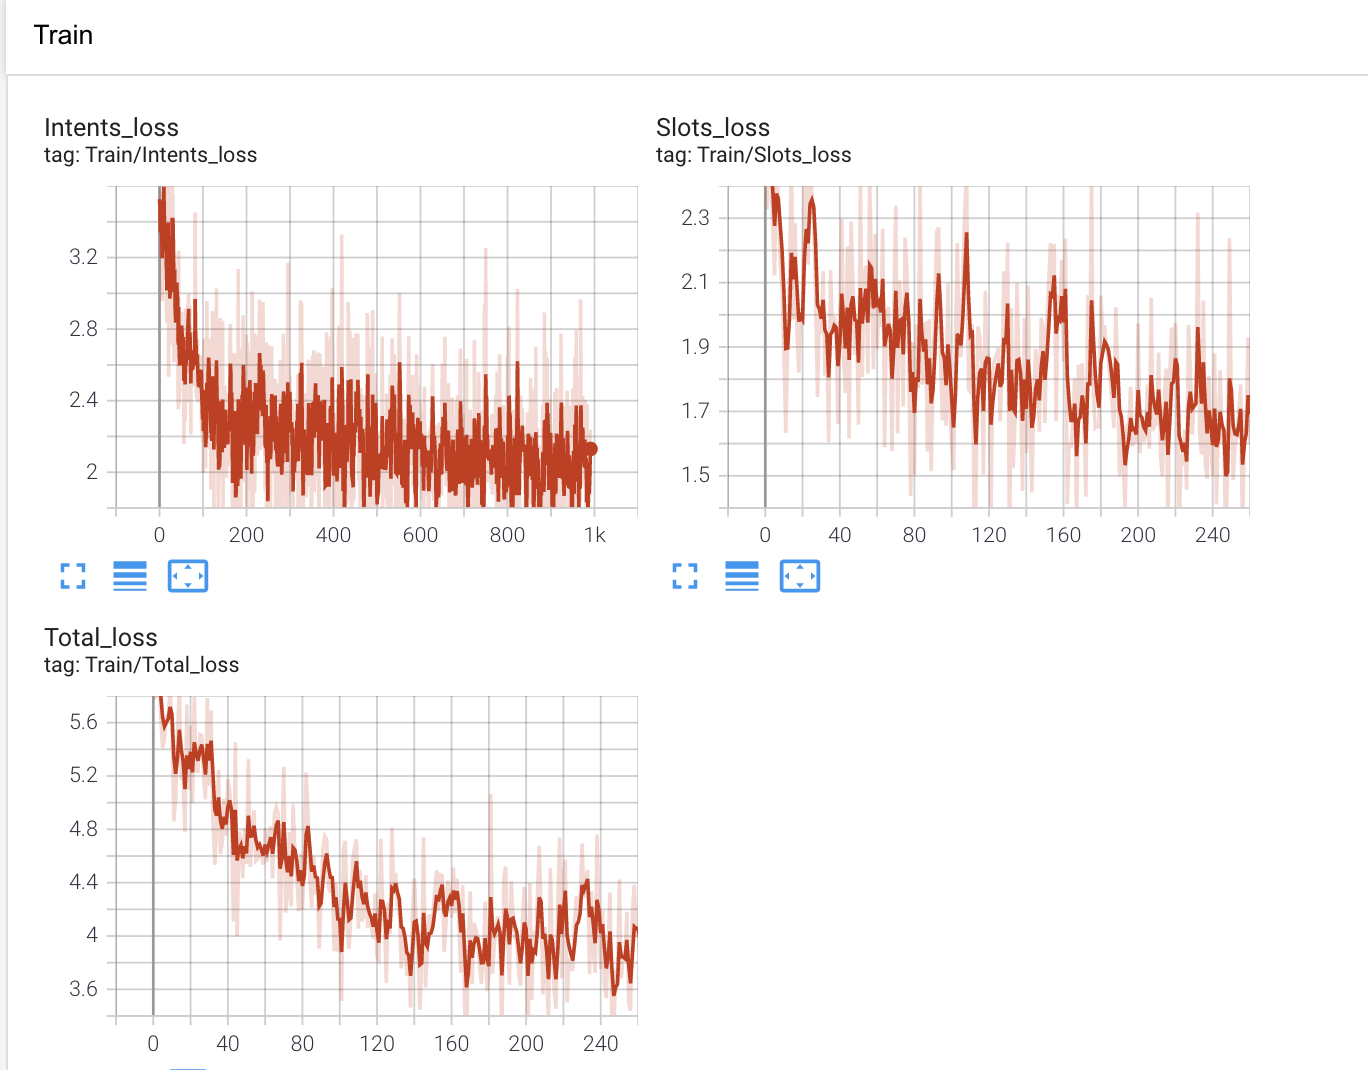 Train
Intents_loss
tag: Train/Intents_loss
3.2
2.8
2.4
2
0 200 400 600 800 1k
Slots_loss
tag: Train/Slots_loss
2.3
2.1
1.9
1.7
1.5
0 40 80 120 160 200 240
Total_loss
tag: Train/Total_loss
5.6
5.2
4.8
4.4
4
3.6
0 40 80 120 160 200 240